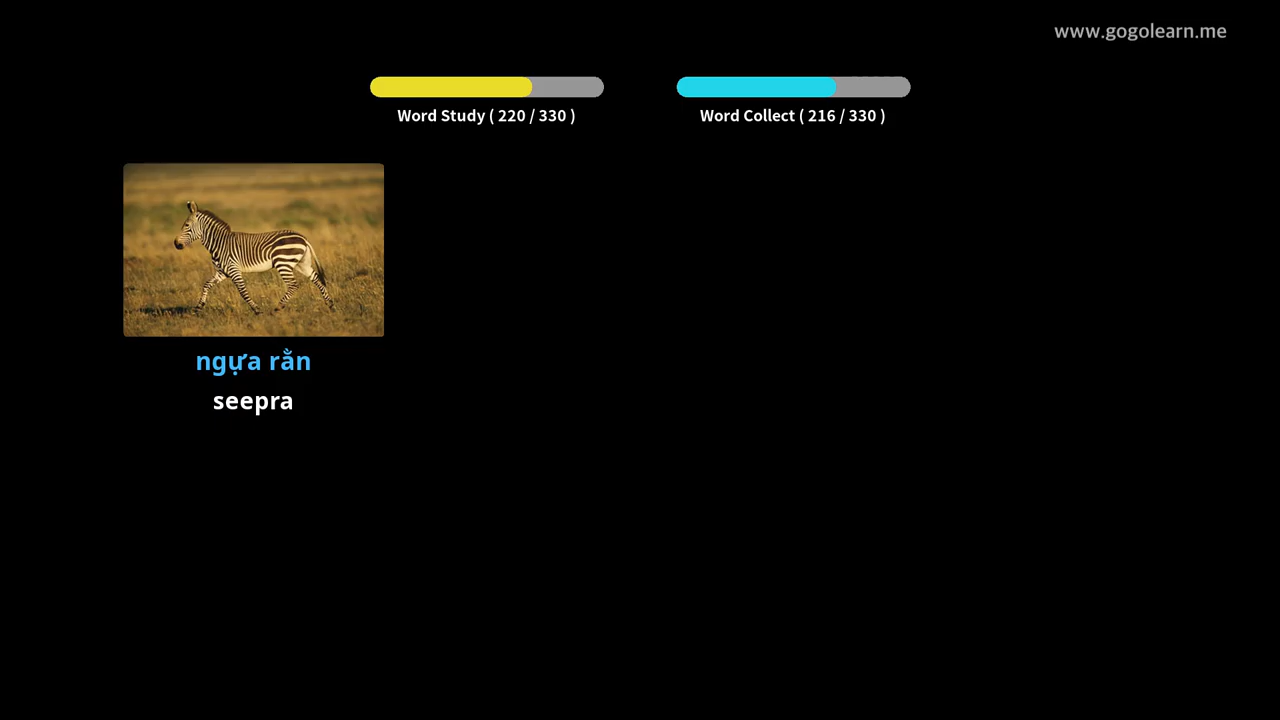 www.gogolearn.me
Word Study ( 220 / 330 )
Word Collect ( 216 / 330 )
ngựa rằn
seepra